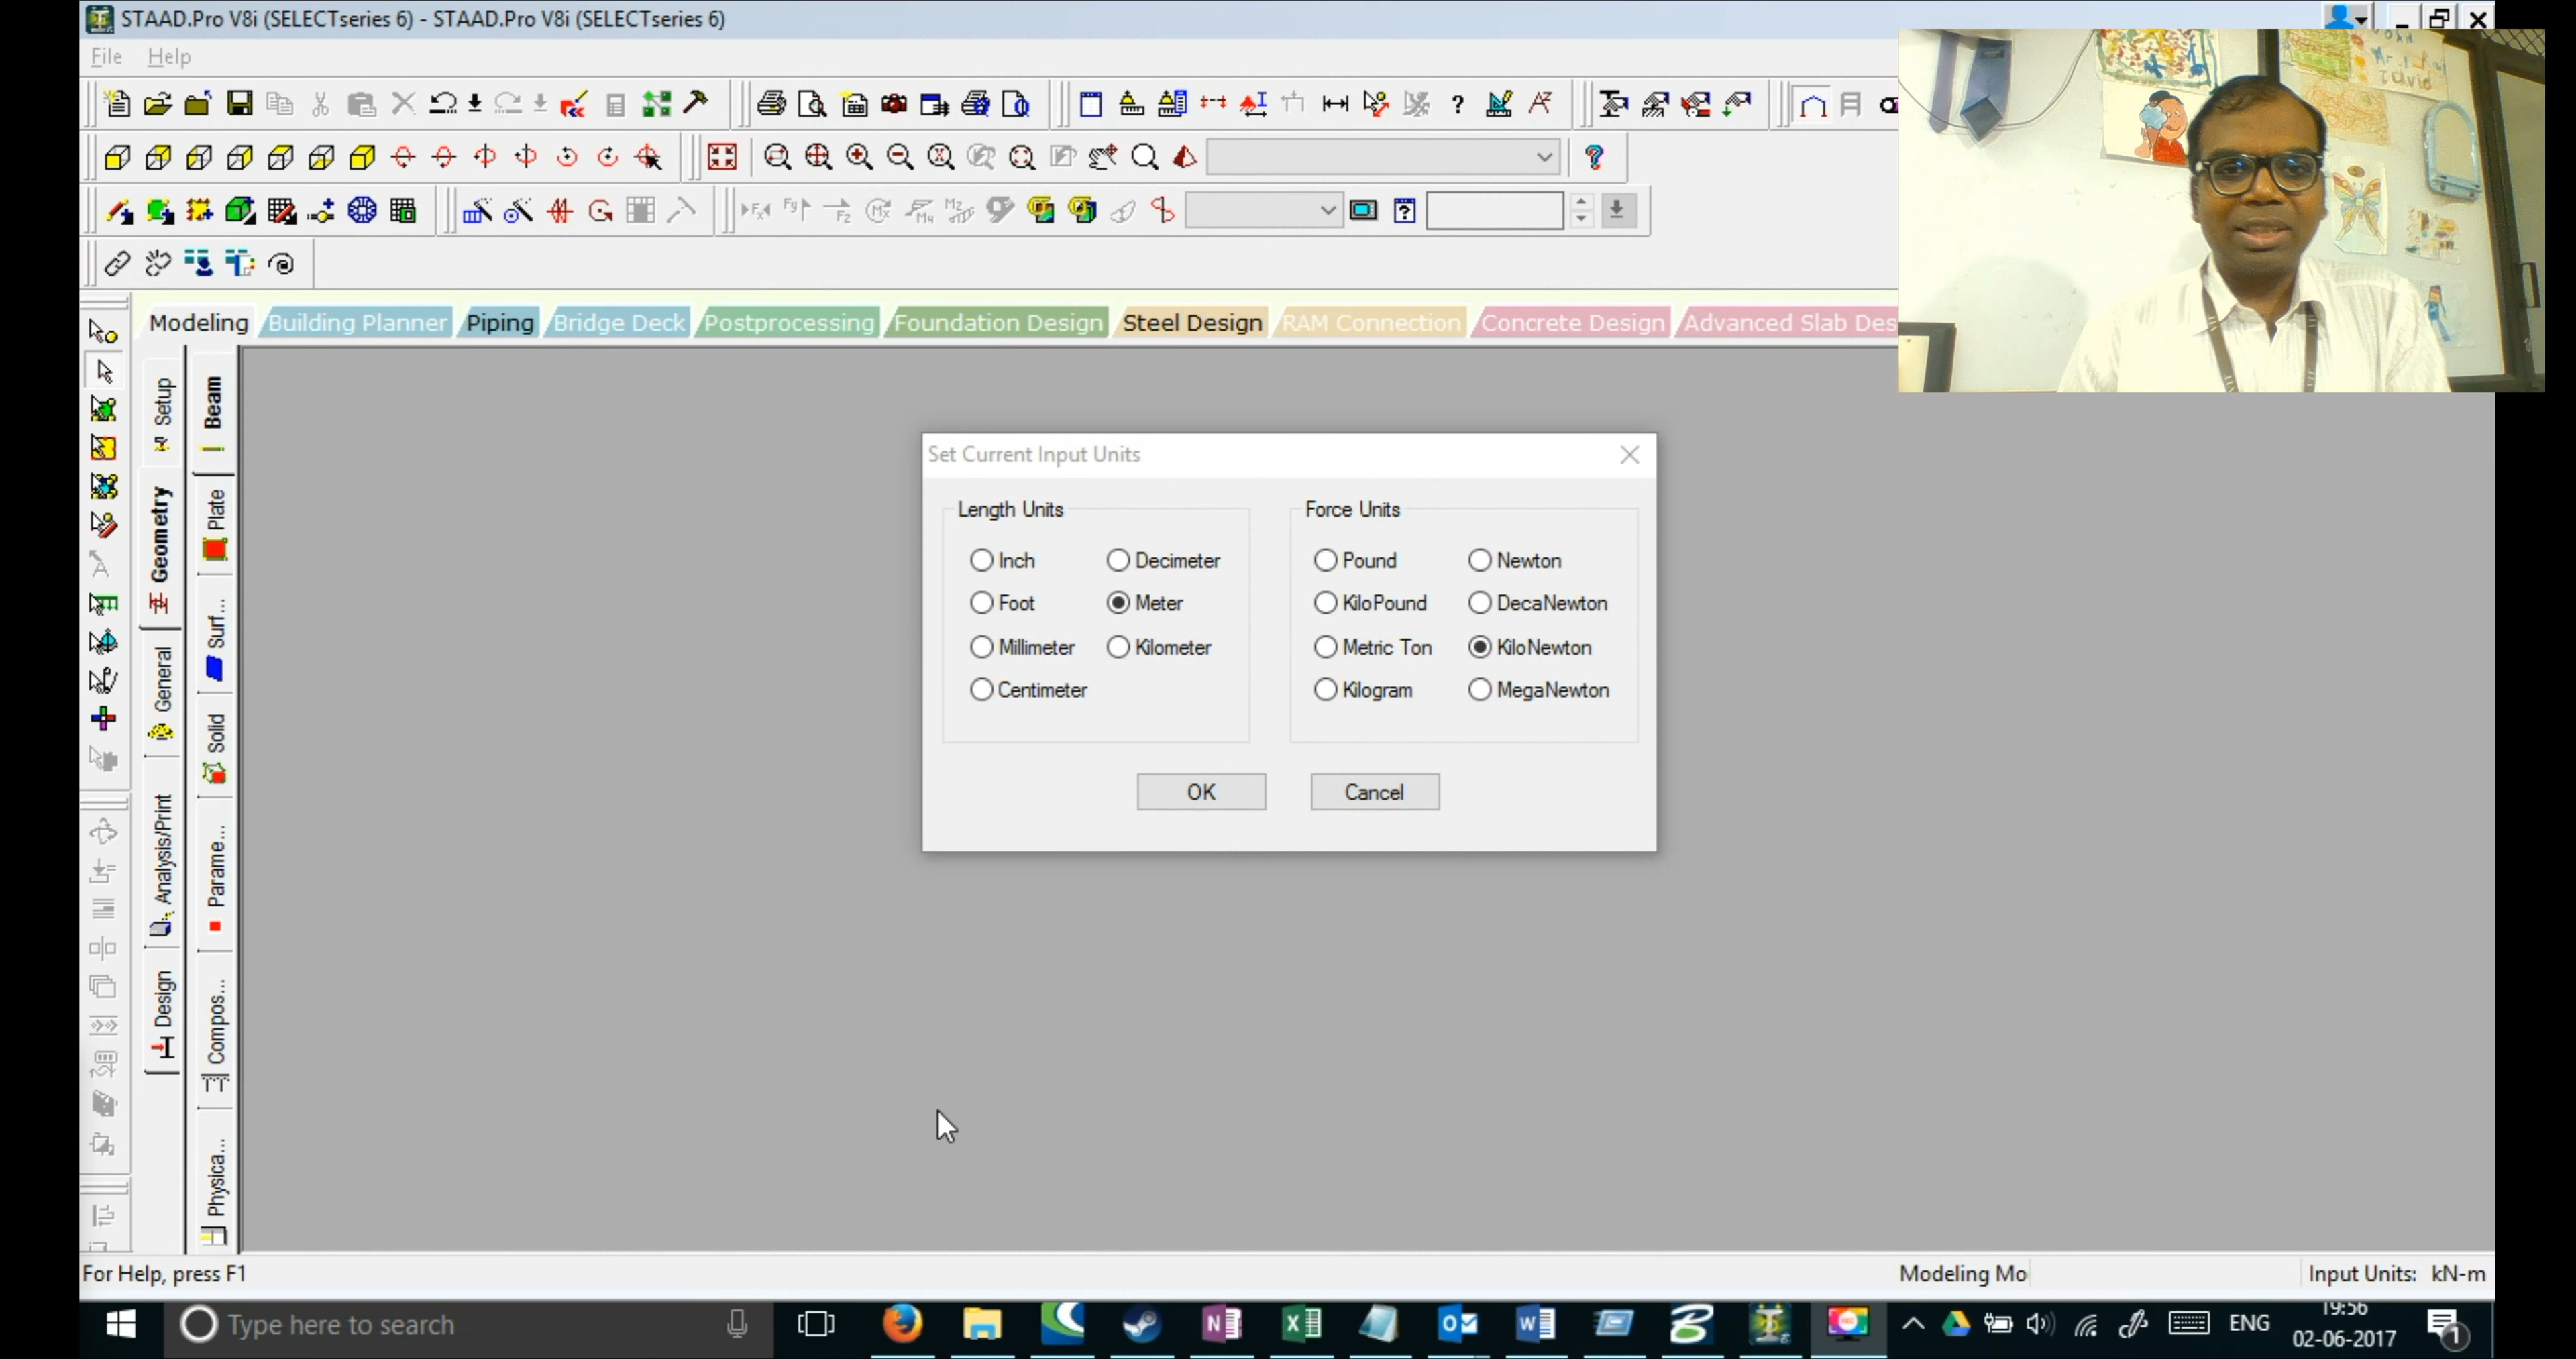 STAAD.Pro V8i (SELECTseries 6) - STAAD.Pro V8i (SELECTseries 6)
File Help
Modeling Building Planner Piping Bridge Deck Postprocessing Foundation Design Steel Design RAM Connection Concrete Design Advanced Slab Des
Setup
Geometry
General
Analysis/Print
Design
Beam
Plate
Surf...
Solid
Parame...
Compos...
Physica...
Set Current Input Units
Length Units
Inch
Decimeter
Foot
Meter
Millimeter
Kilometer
Centimeter
Force Units
Pound
Newton
KiloPound
DecaNewton
Metric Ton
KiloNewton
Kilogram
MegaNewton
OK
Cancel
For Help, press F1
Modeling Mo
Input Units: kN-m
Type here to search
ENG
19:56
02-06-2017
1